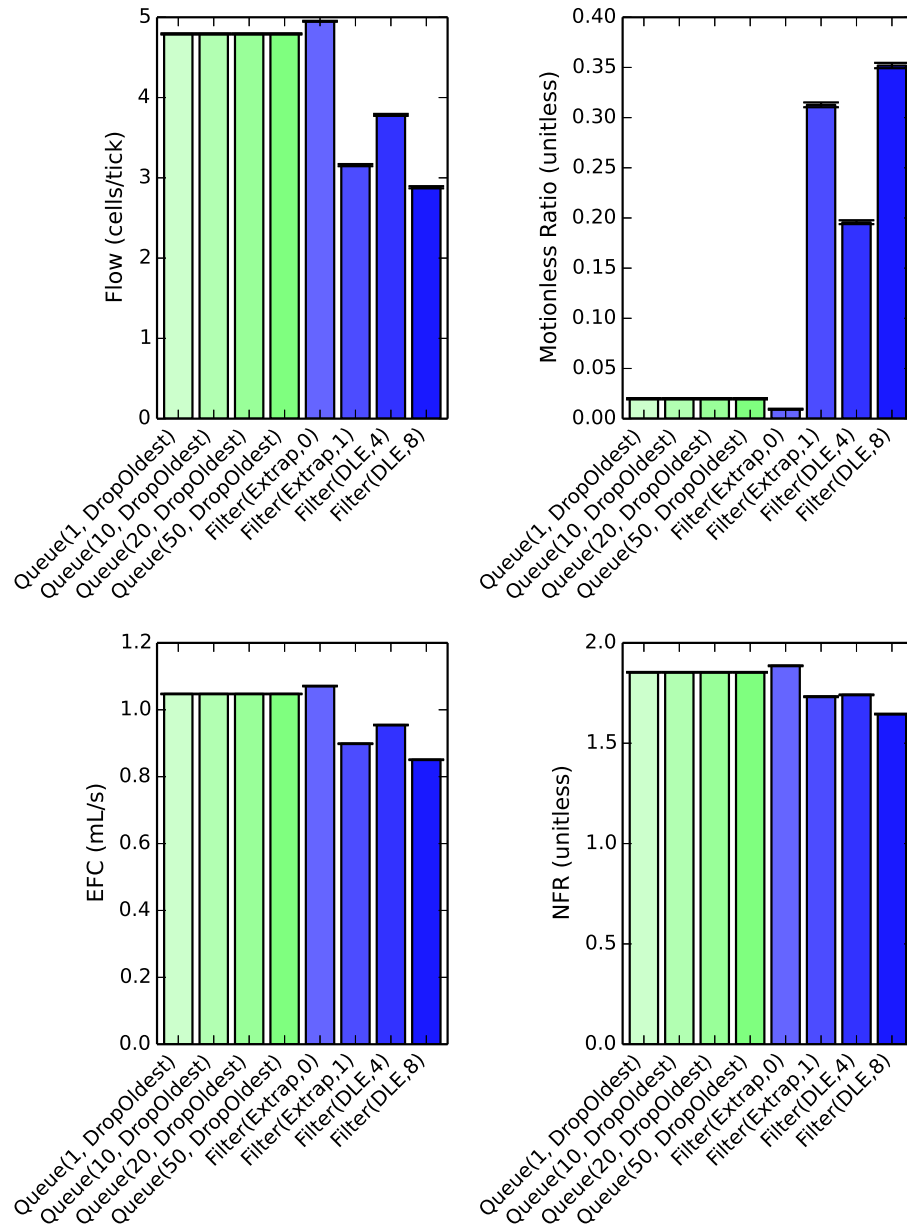 Flow (cells/tick)
5
4
3
2
1
0
Queue(1, DropOldest)
Queue(10, DropOldest)
Queue(20, DropOldest)
Queue(50, DropOldest)
Filter(Extrap,0)
Filter(Extrap,1)
Filter(DLE,4)
Filter(DLE,8)
Motionless Ratio (unitless)
0.40
0.35
0.30
0.25
0.20
0.15
0.10
0.05
0.00
Queue(1, DropOldest)
Queue(10, DropOldest)
Queue(20, DropOldest)
Queue(50, DropOldest)
Filter(Extrap,0)
Filter(Extrap,1)
Filter(DLE,4)
Filter(DLE,8)
EFC (mL/s)
1.2
1.0
0.8
0.6
0.4
0.2
0.0
Queue(1, DropOldest)
Queue(10, DropOldest)
Queue(20, DropOldest)
Queue(50, DropOldest)
Filter(Extrap,0)
Filter(Extrap,1)
Filter(DLE,4)
Filter(DLE,8)
NFR (unitless)
2.0
1.5
1.0
0.5
0.0
Queue(1, DropOldest)
Queue(10, DropOldest)
Queue(20, DropOldest)
Queue(50, DropOldest)
Filter(Extrap,0)
Filter(Extrap,1)
Filter(DLE,4)
Filter(DLE,8)